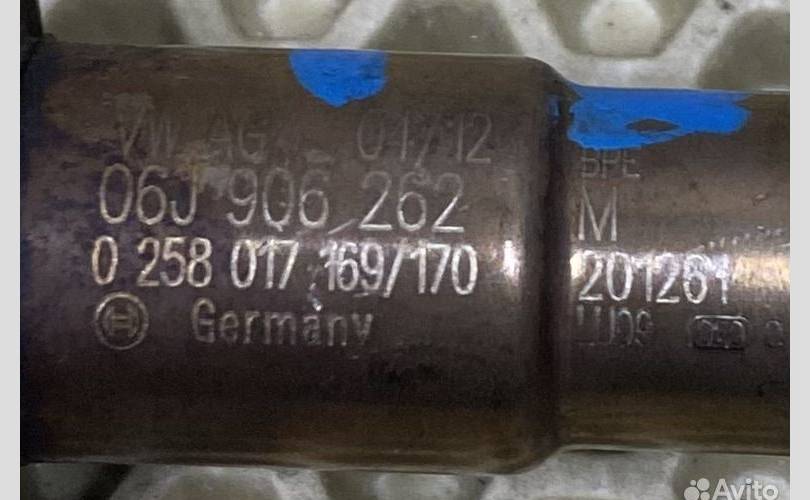 VW AG 01/12
06J 906 262
0 258 017 169/170
Germany
BPE
M
201261
Avito